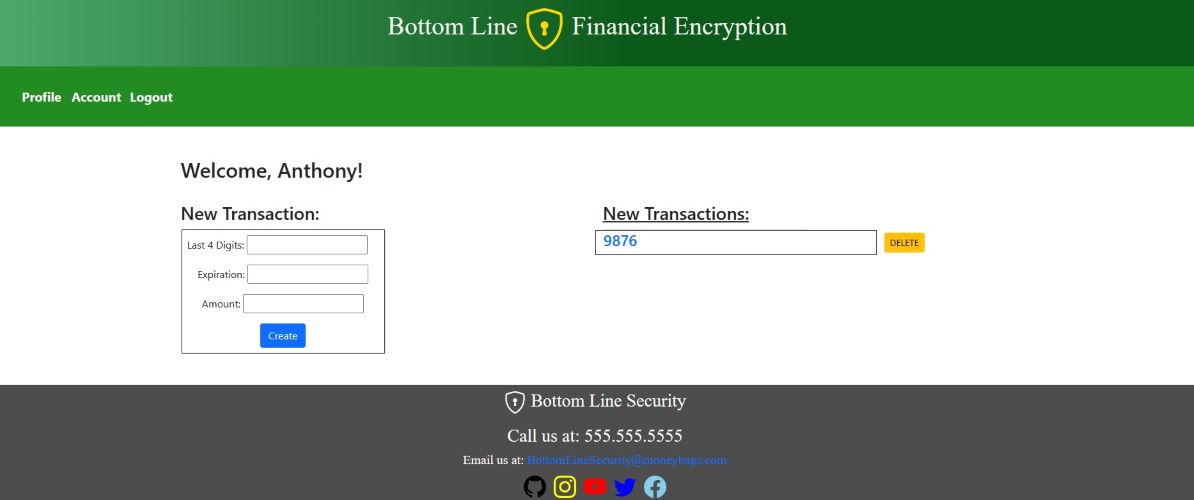 Bottom Line Financial Encryption
Profile Account Logout
Welcome, Anthony!
New Transaction:
Last 4 Digits:
Expiration:
Amount:
Create
New Transactions:
9876 DELETE
Bottom Line Security
Call us at: 555.555.5555
Email us at: BottomLineSecurity@moneybags.com